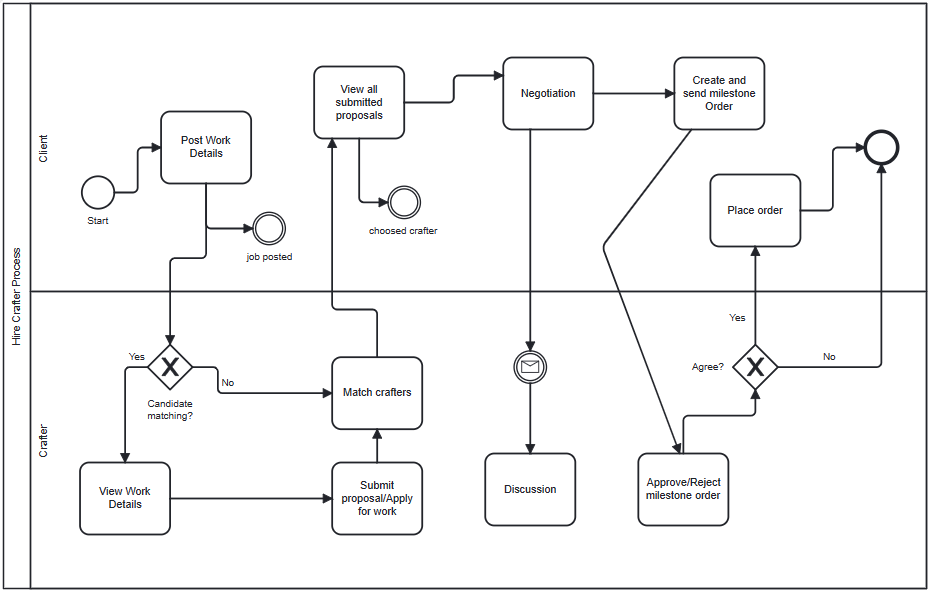 Hire Crafter Process
Client
Start
Post Work
Details
job posted
View all
submitted
proposals
choosed crafter
Negotiation
Create and
send milestone
Order
Place order
Crafter
Yes
Candidate
matching?
No
View Work
Details
Submit
proposal/Apply
for work
Match crafters
Discussion
Approve/Reject
milestone order
Agree?
Yes
No